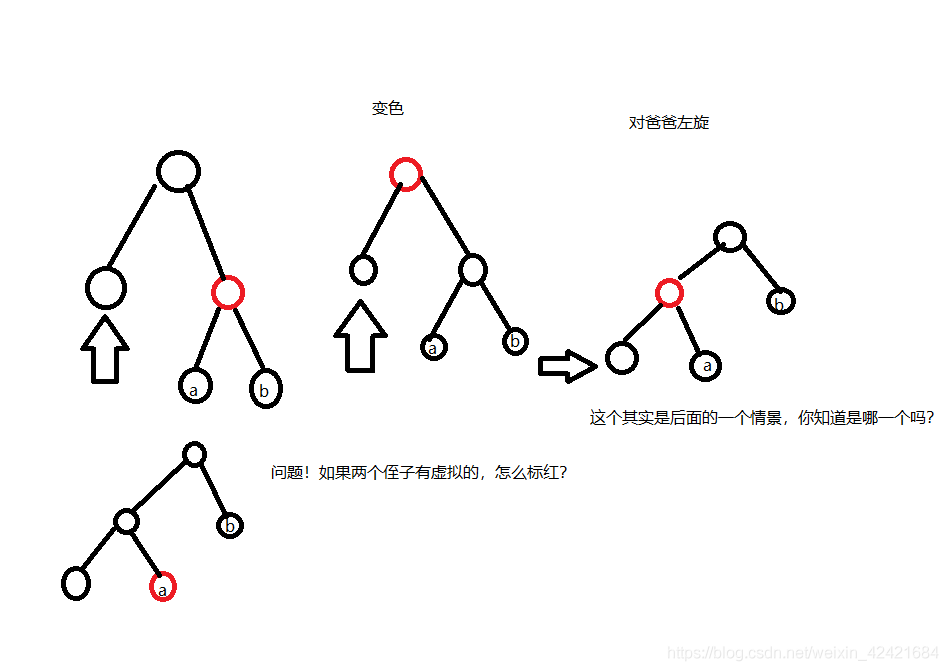 变色
对爸爸左旋
a
b
a
b
b
a
这个其实是后面的一个情景，你知道是哪一个吗？
问题！如果两个侄子有虚拟的，怎么标红？
b
a
https://blog.csdn.net/weixin_42421684